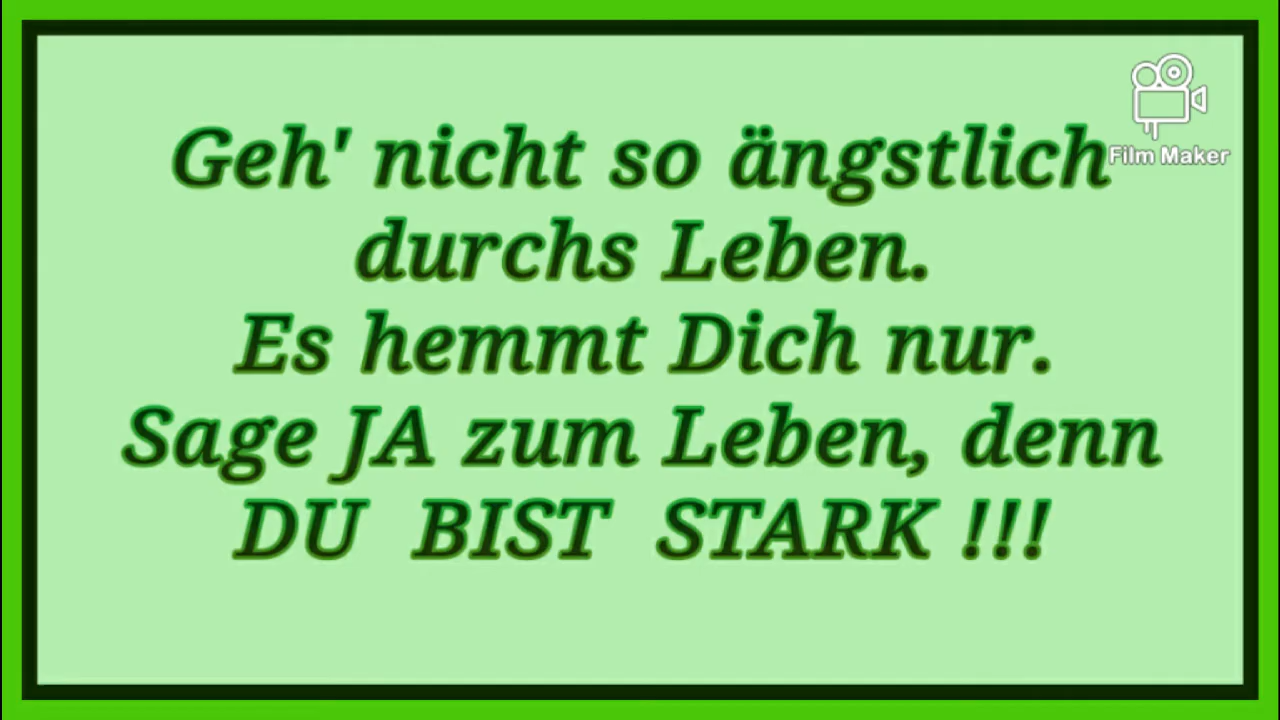 Geh' nicht so ängstlich
durchs Leben.
Es hemmt Dich nur.
Sage JA zum Leben, denn
DU BIST STARK !!!
Film Maker